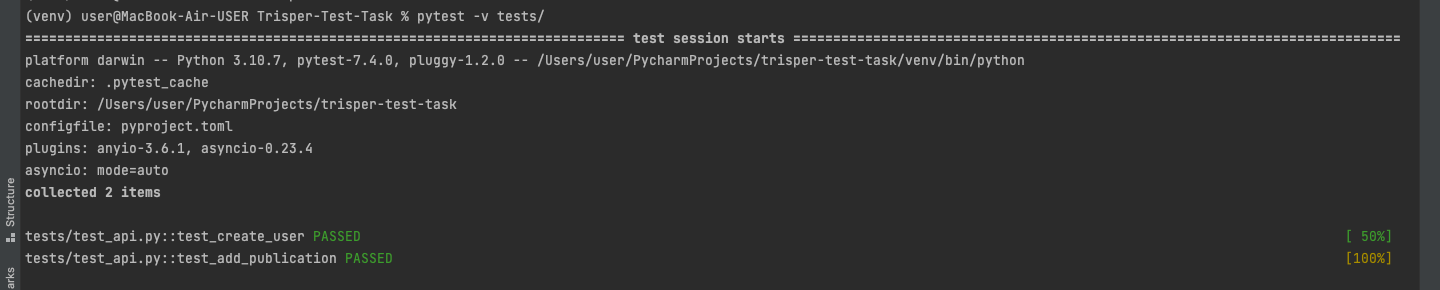 (venv) user@MacBook-Air-USER Trisper-Test-Task % pytest -v tests/
============================================================================ test session starts ============================================================================
platform darwin -- Python 3.10.7, pytest-7.4.0, pluggy-1.2.0 -- /Users/user/PycharmProjects/trisper-test-task/venv/bin/python
cachedir: .pytest_cache
rootdir: /Users/user/PycharmProjects/trisper-test-task
configfile: pyproject.toml
plugins: anyio-3.6.1, asyncio-0.23.4
asyncio: mode=auto
collected 2 items
tests/test_api.py::test_create_user PASSED [ 50%]
tests/test_api.py::test_add_publication PASSED [100%]
Structure